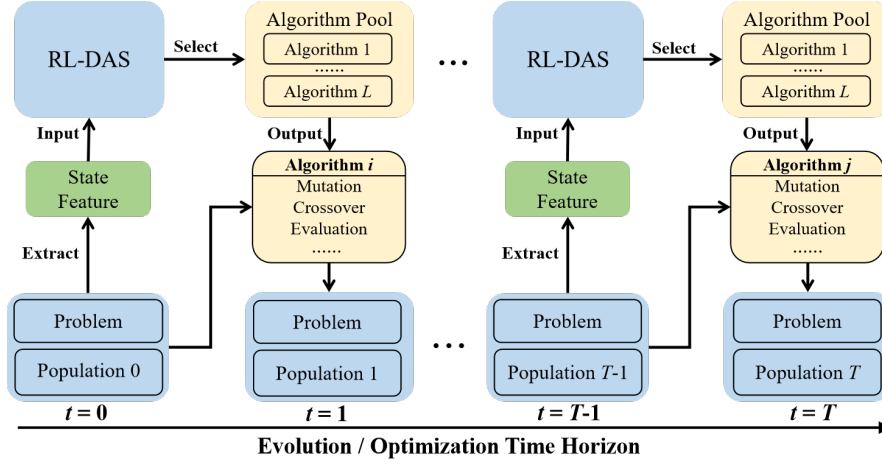 RL-DAS
Select
Algorithm Pool
Algorithm 1
......
Algorithm L
...
RL-DAS
Select
Algorithm Pool
Algorithm 1
......
Algorithm L
Input
Output
Input
Output
State
Feature
Algorithm i
Mutation
Crossover
Evaluation
......
State
Feature
Algorithm j
Mutation
Crossover
Evaluation
......
Extract
Extract
Problem
Population 0
Problem
Population 1
...
Problem
Population T-1
Problem
Population T
t = 0
t = 1
t = T-1
t = T
Evolution / Optimization Time Horizon